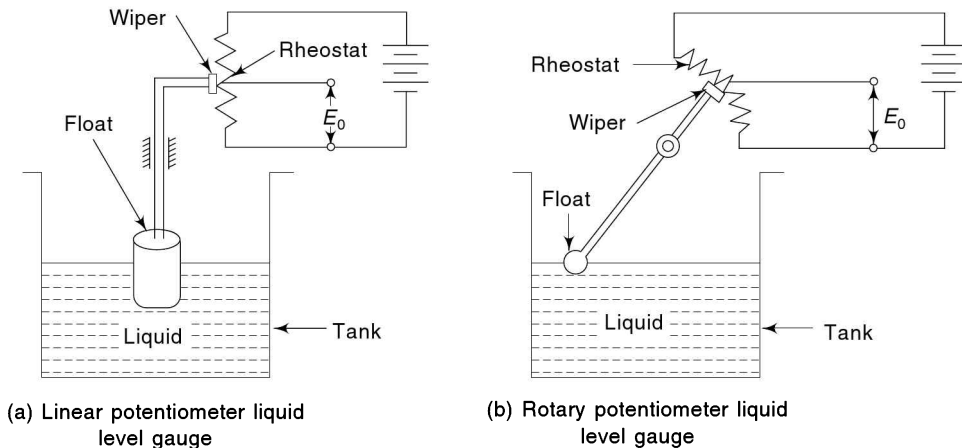 Wiper
Rheostat
E0
Float
Liquid
Tank
(a) Linear potentiometer liquid
level gauge
Rheostat
Wiper
E0
Float
Liquid
Tank
(b) Rotary potentiometer liquid
level gauge